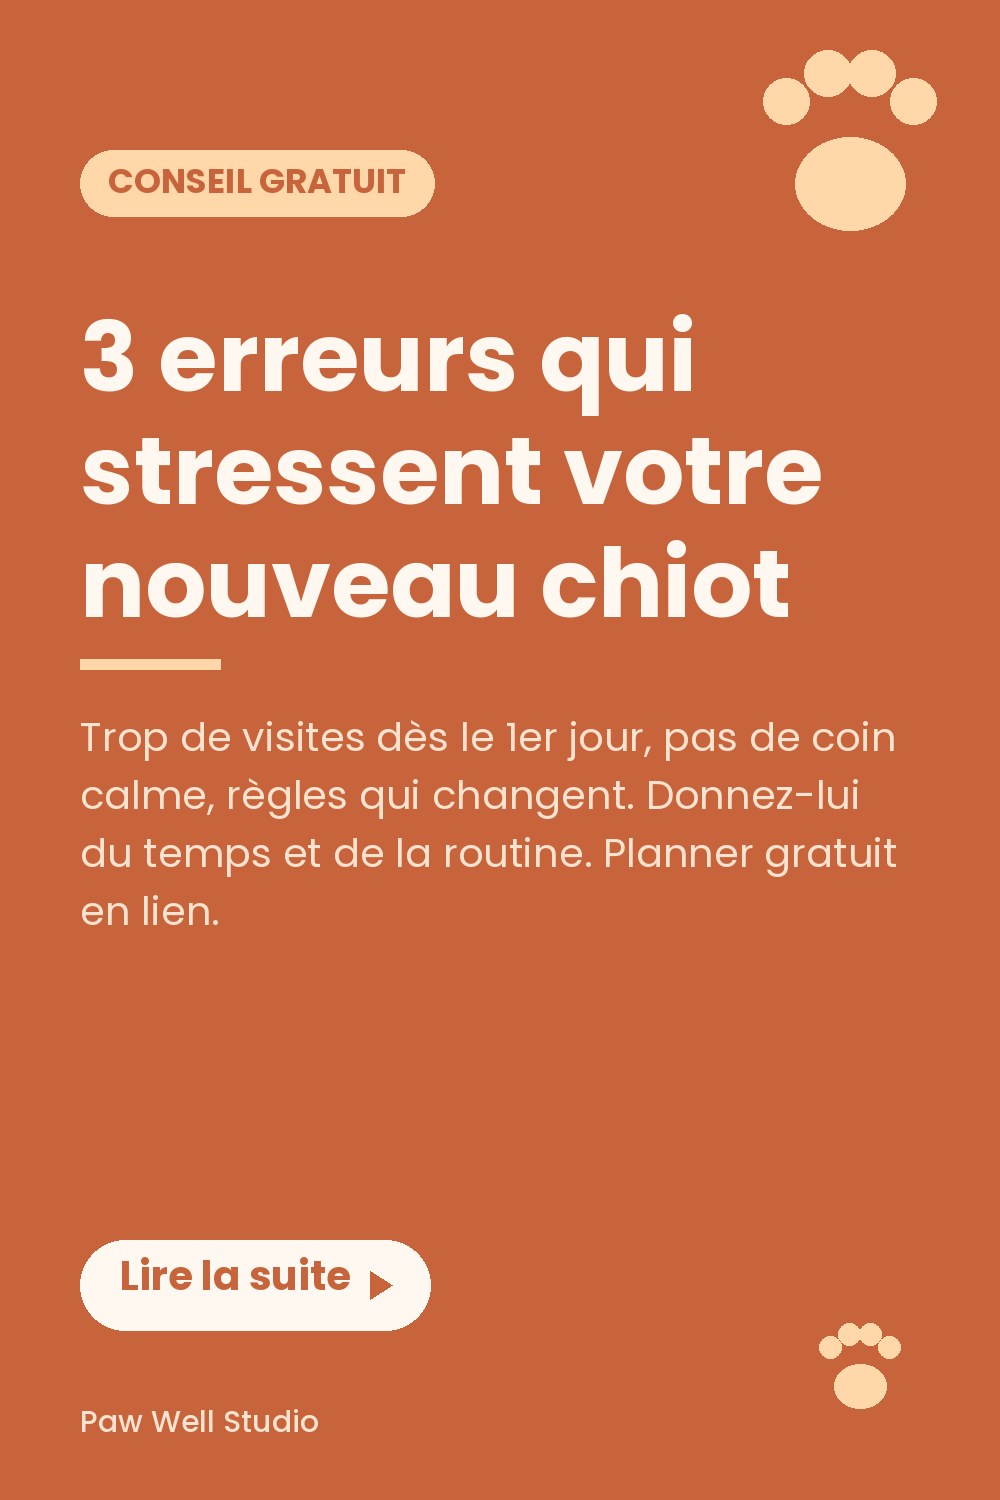 CONSEIL GRATUIT
3 erreurs qui
stressent votre
nouveau chiot
Trop de visites dès le 1er jour, pas de coin
calme, règles qui changent. Donnez-lui
du temps et de la routine. Planner gratuit
en lien.
Lire la suite
Paw Well Studio